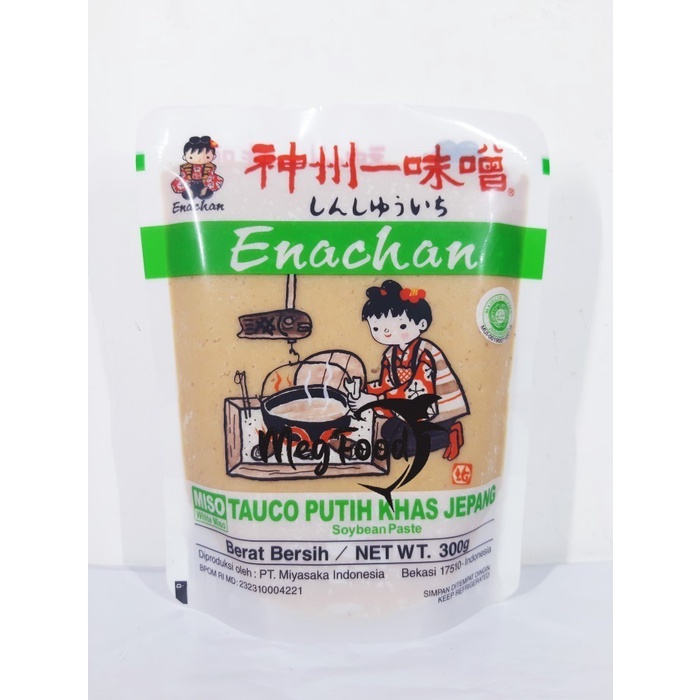 神州一味噌®
Enachan
しんしゅういち
Enachan
Meg Food
MISO
White Miso
TAUCO PUTIH KHAS JEPANG
Soybean Paste
Berat Bersih / NET WT. 300g
Diproduksi oleh : PT. Miyasaka Indonesia Bekasi 17510-Indonesia
BPOM RI MD : 232310004221
SIMPAN DITEMPAT DINGIN
KEEP REFRIGERATED